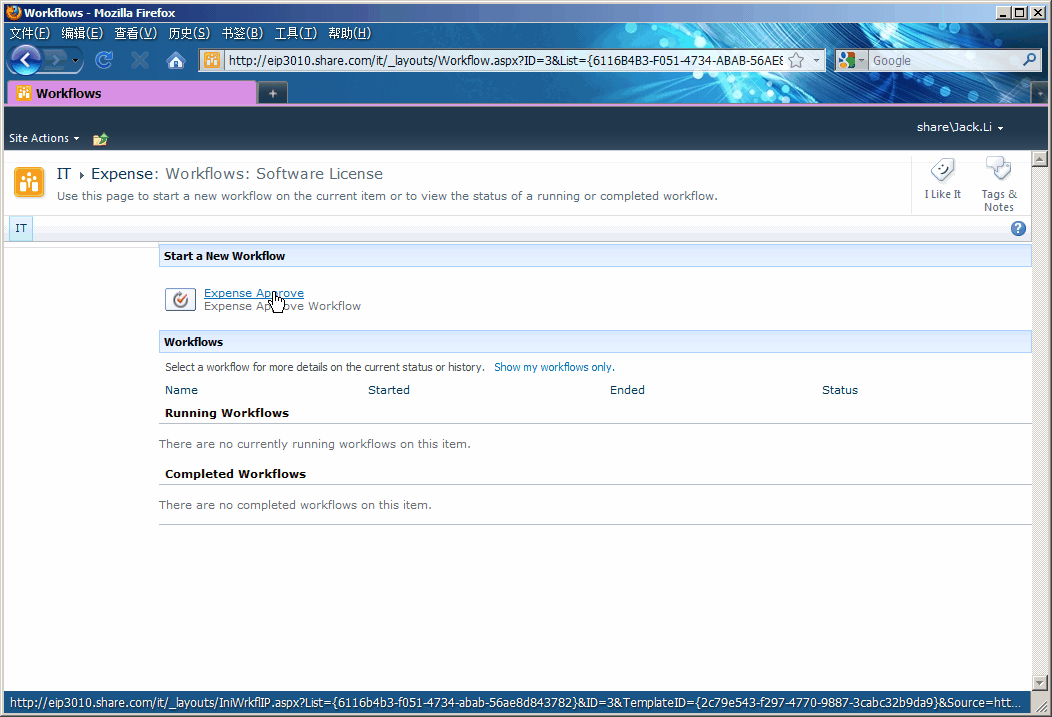 Workflows - Mozilla Firefox
文件(F) 编辑(E) 查看(V) 历史(S) 书签(B) 工具(T) 帮助(H)
http://eip3010.share.com/it/_layouts/Workflow.aspx?ID=3&List={6116B4B3-F051-4734-ABAB-56AE8
Google
Workflows
Site Actions
share\Jack.Li
IT Expense: Workflows: Software License
Use this page to start a new workflow on the current item or to view the status of a running or completed workflow.
I Like It
Tags & Notes
IT
Start a New Workflow
Expense Approve
Expense Approve Workflow
Workflows
Select a workflow for more details on the current status or history. Show my workflows only.
Name Started Ended Status
Running Workflows
There are no currently running workflows on this item.
Completed Workflows
There are no completed workflows on this item.
http://eip3010.share.com/it/_layouts/IniWrkflIP.aspx?List={6116b4b3-f051-4734-abab-56ae8d843782}&ID=3&TemplateID={2c79e543-f297-4770-9887-3cabc32b9da9}&Source=htt...